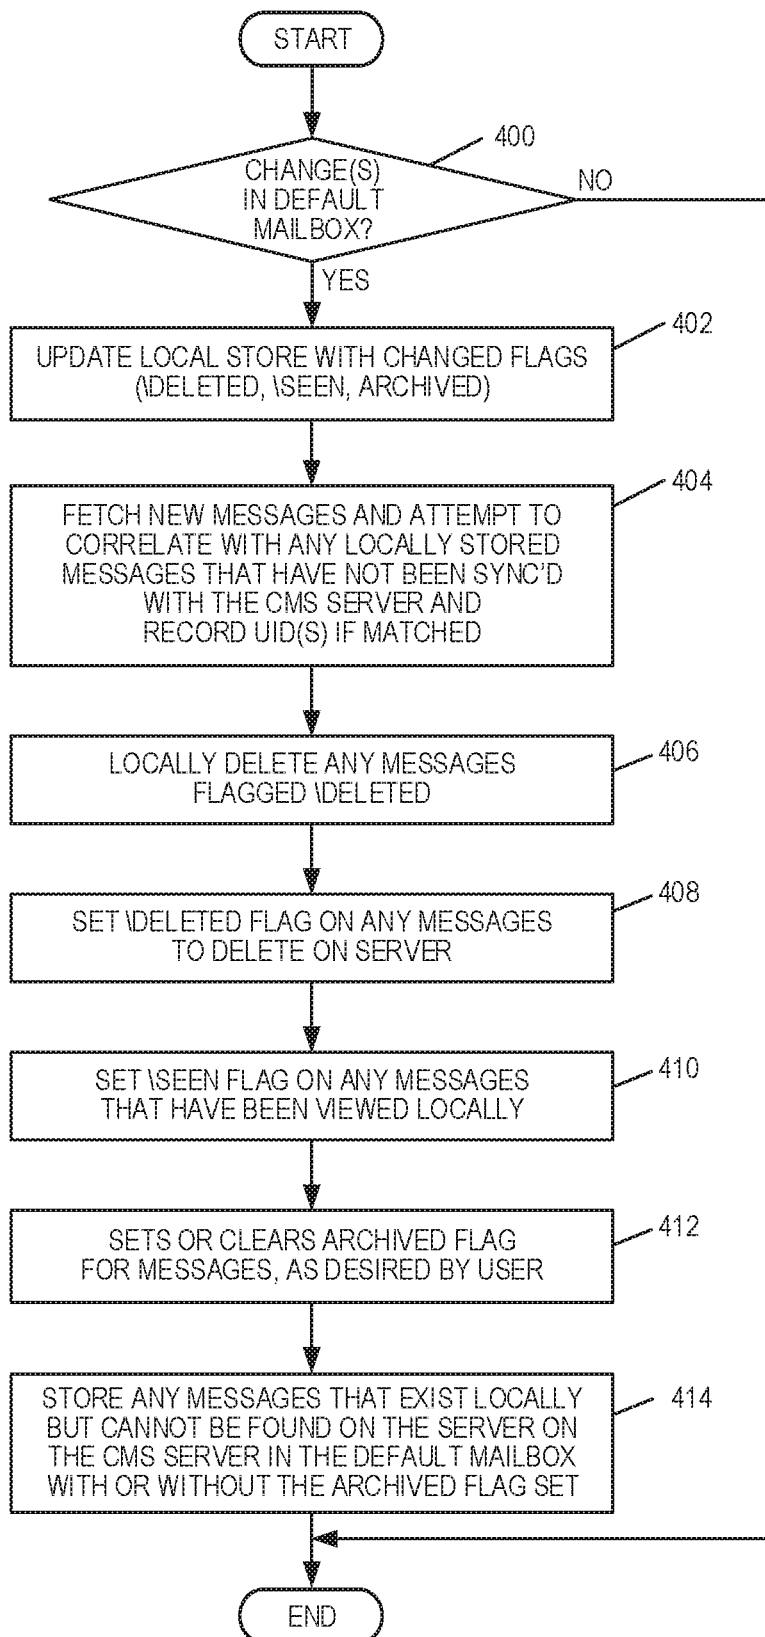 START
400
CHANGE(S)
IN DEFAULT
MAILBOX?
NO
YES
402
UPDATE LOCAL STORE WITH CHANGED FLAGS
(\DELETED, \SEEN, ARCHIVED)
404
FETCH NEW MESSAGES AND ATTEMPT TO
CORRELATE WITH ANY LOCALLY STORED
MESSAGES THAT HAVE NOT BEEN SYNC'D
WITH THE CMS SERVER AND
RECORD UID(S) IF MATCHED
406
LOCALLY DELETE ANY MESSAGES
FLAGGED \DELETED
408
SET \DELETED FLAG ON ANY MESSAGES
TO DELETE ON SERVER
410
SET \SEEN FLAG ON ANY MESSAGES
THAT HAVE BEEN VIEWED LOCALLY
412
SETS OR CLEARS ARCHIVED FLAG
FOR MESSAGES, AS DESIRED BY USER
414
STORE ANY MESSAGES THAT EXIST LOCALLY
BUT CANNOT BE FOUND ON THE SERVER ON
THE CMS SERVER IN THE DEFAULT MAILBOX
WITH OR WITHOUT THE ARCHIVED FLAG SET
END